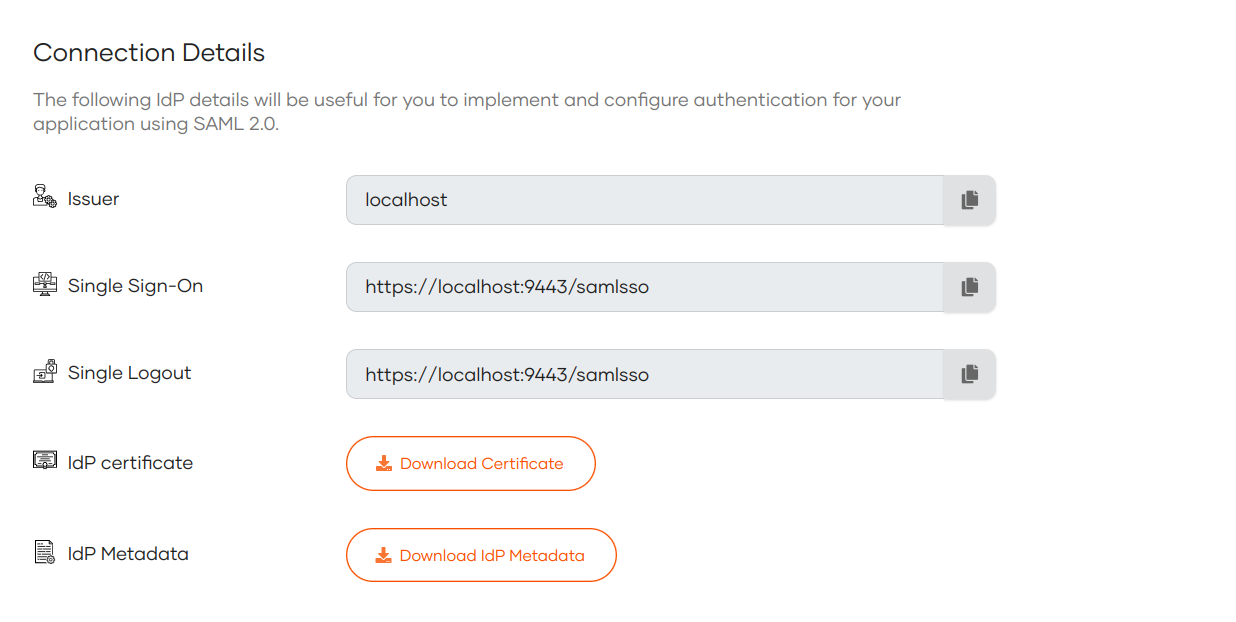 Connection Details
The following IdP details will be useful for you to implement and configure authentication for your
application using SAML 2.0.
Issuer
localhost
Single Sign-On
https://localhost:9443/samlsso
Single Logout
https://localhost:9443/samlsso
IdP certificate
Download Certificate
IdP Metadata
Download IdP Metadata